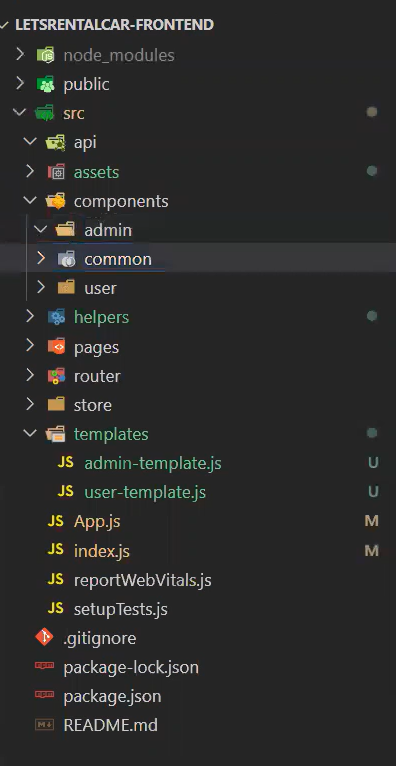 LETSRENTALCAR-FRONTEND
node_modules
public
src
api
assets
components
admin
common
user
helpers
pages
router
store
templates
JS admin-template.js U
JS user-template.js U
JS App.js M
JS index.js M
JS reportWebVitals.js
JS setupTests.js
.gitignore
package-lock.json
package.json
README.md